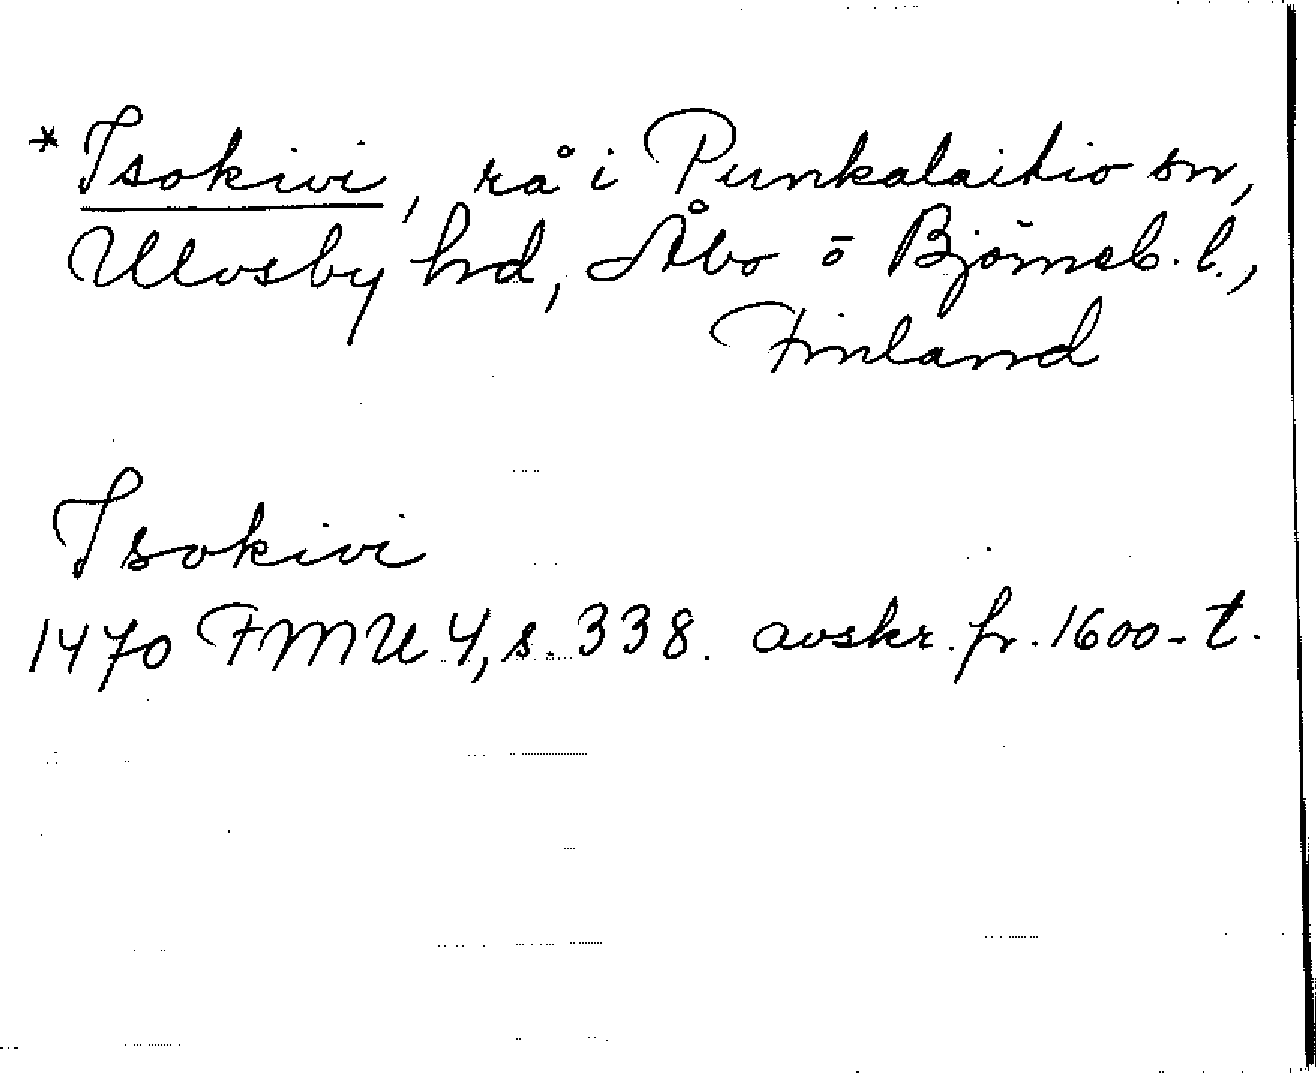 * Isokivi, rå i Punkalaitio sn,
Ulvsby hd, Åbo o Björneb. l.,
Finland
Isokivi
1470 FMU 4, s. 338. avskr. fr. 1600-t.